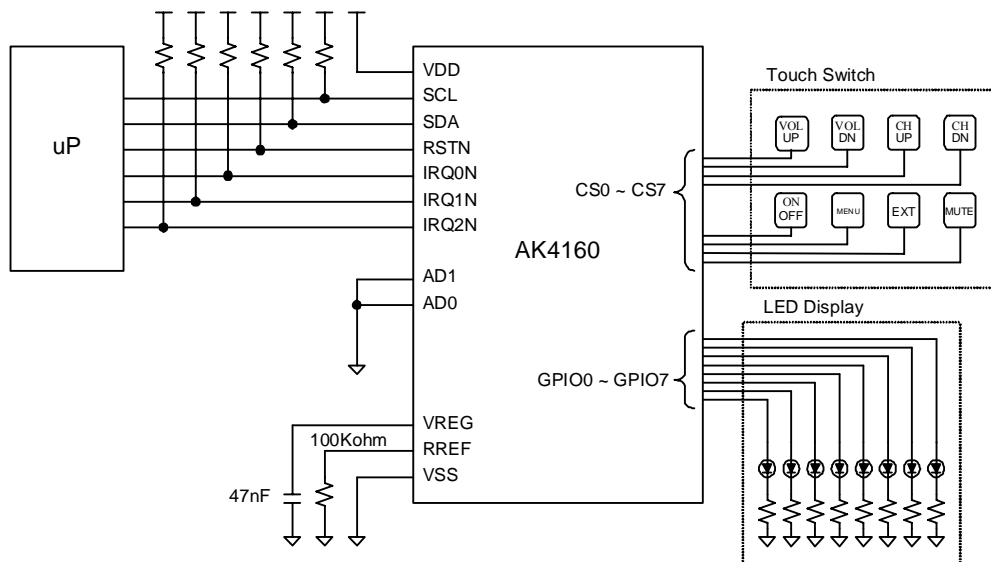 uP
VDD
SCL
SDA
RSTN
IRQ0N
IRQ1N
IRQ2N
AD1
AD0
VREG
RREF
VSS
100Kohm
47nF
AK4160
CS0 ~ CS7
GPIO0 ~ GPIO7
Touch Switch
VOL
UP
VOL
DN
CH
UP
CH
DN
ON
OFF
MENU
EXT
MUTE
LED Display